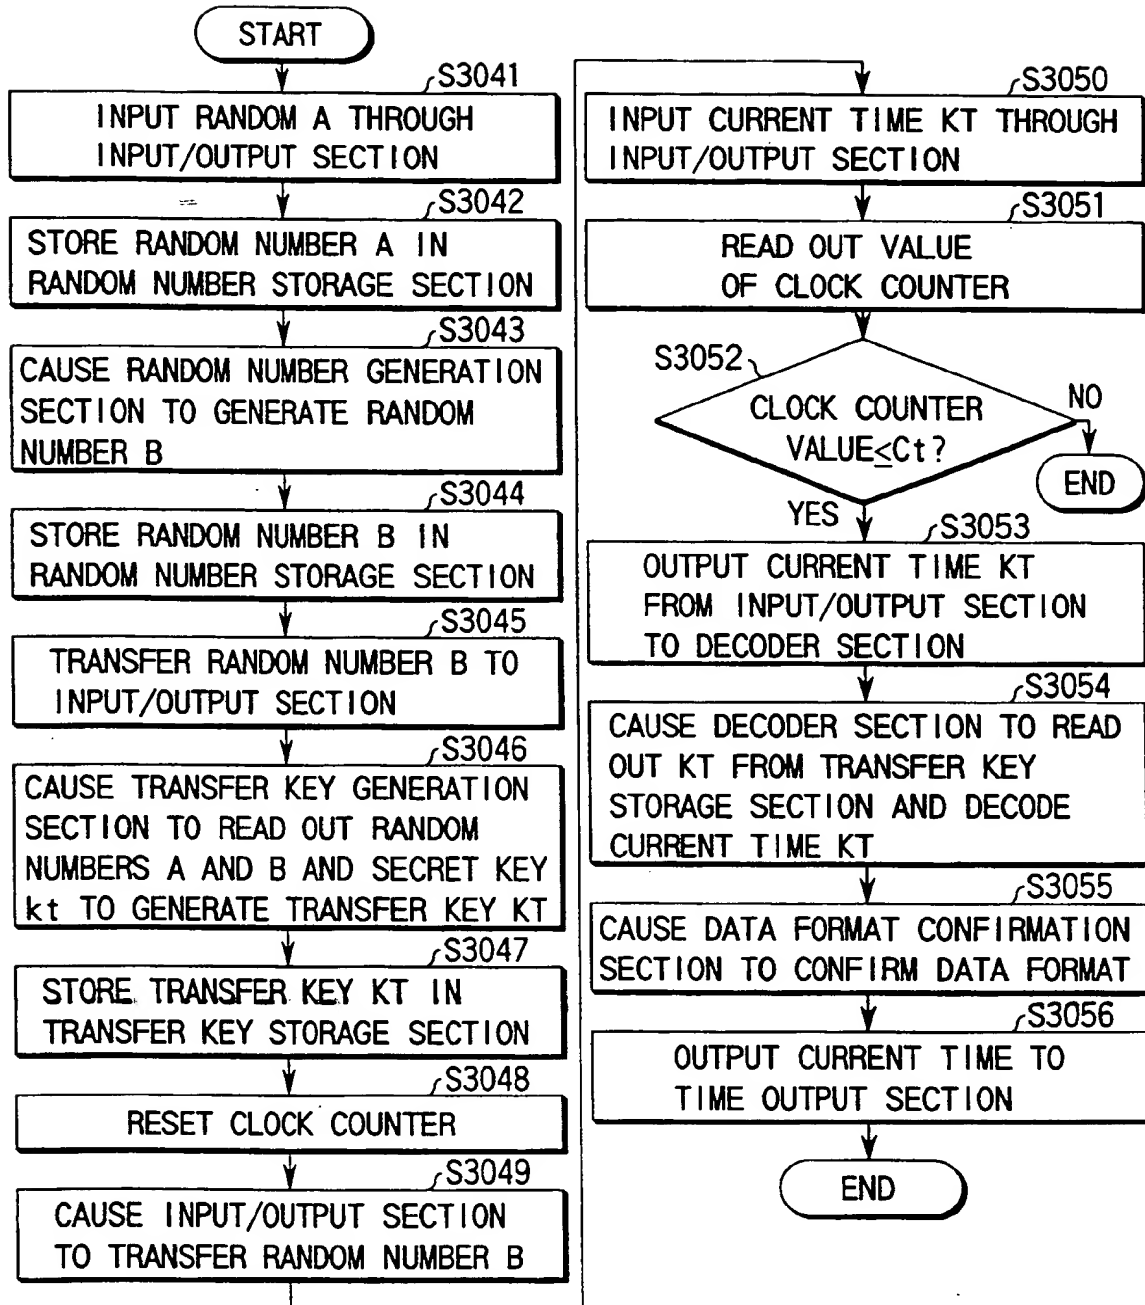 START
S3041
INPUT RANDOM A THROUGH
INPUT/OUTPUT SECTION
S3042
STORE RANDOM NUMBER A IN
RANDOM NUMBER STORAGE SECTION
S3043
CAUSE RANDOM NUMBER GENERATION
SECTION TO GENERATE RANDOM
NUMBER B
S3044
STORE RANDOM NUMBER B IN
RANDOM NUMBER STORAGE SECTION
S3045
TRANSFER RANDOM NUMBER B TO
INPUT/OUTPUT SECTION
S3046
CAUSE TRANSFER KEY GENERATION
SECTION TO READ OUT RANDOM
NUMBERS A AND B AND SECRET KEY
kt TO GENERATE TRANSFER KEY KT
S3047
STORE TRANSFER KEY KT IN
TRANSFER KEY STORAGE SECTION
S3048
RESET CLOCK COUNTER
S3049
CAUSE INPUT/OUTPUT SECTION
TO TRANSFER RANDOM NUMBER B
S3050
INPUT CURRENT TIME KT THROUGH
INPUT/OUTPUT SECTION
S3051
READ OUT VALUE
OF CLOCK COUNTER
S3052
CLOCK COUNTER
VALUE≤Ct?
NO
END
YES
S3053
OUTPUT CURRENT TIME KT
FROM INPUT/OUTPUT SECTION
TO DECODER SECTION
S3054
CAUSE DECODER SECTION TO READ
OUT KT FROM TRANSFER KEY
STORAGE SECTION AND DECODE
CURRENT TIME KT
S3055
CAUSE DATA FORMAT CONFIRMATION
SECTION TO CONFIRM DATA FORMAT
S3056
OUTPUT CURRENT TIME TO
TIME OUTPUT SECTION
END